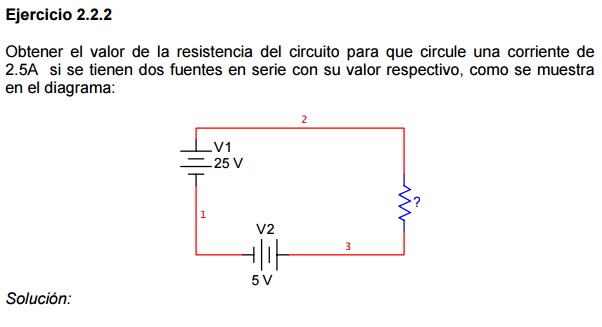 Ejercicio 2.2.2
Obtener el valor de la resistencia del circuito para que circule una corriente de
2.5A si se tienen dos fuentes en serie con su valor respectivo, como se muestra
en el diagrama:
2
V1
25 V
?
1
V2
3
5 V
Solución: